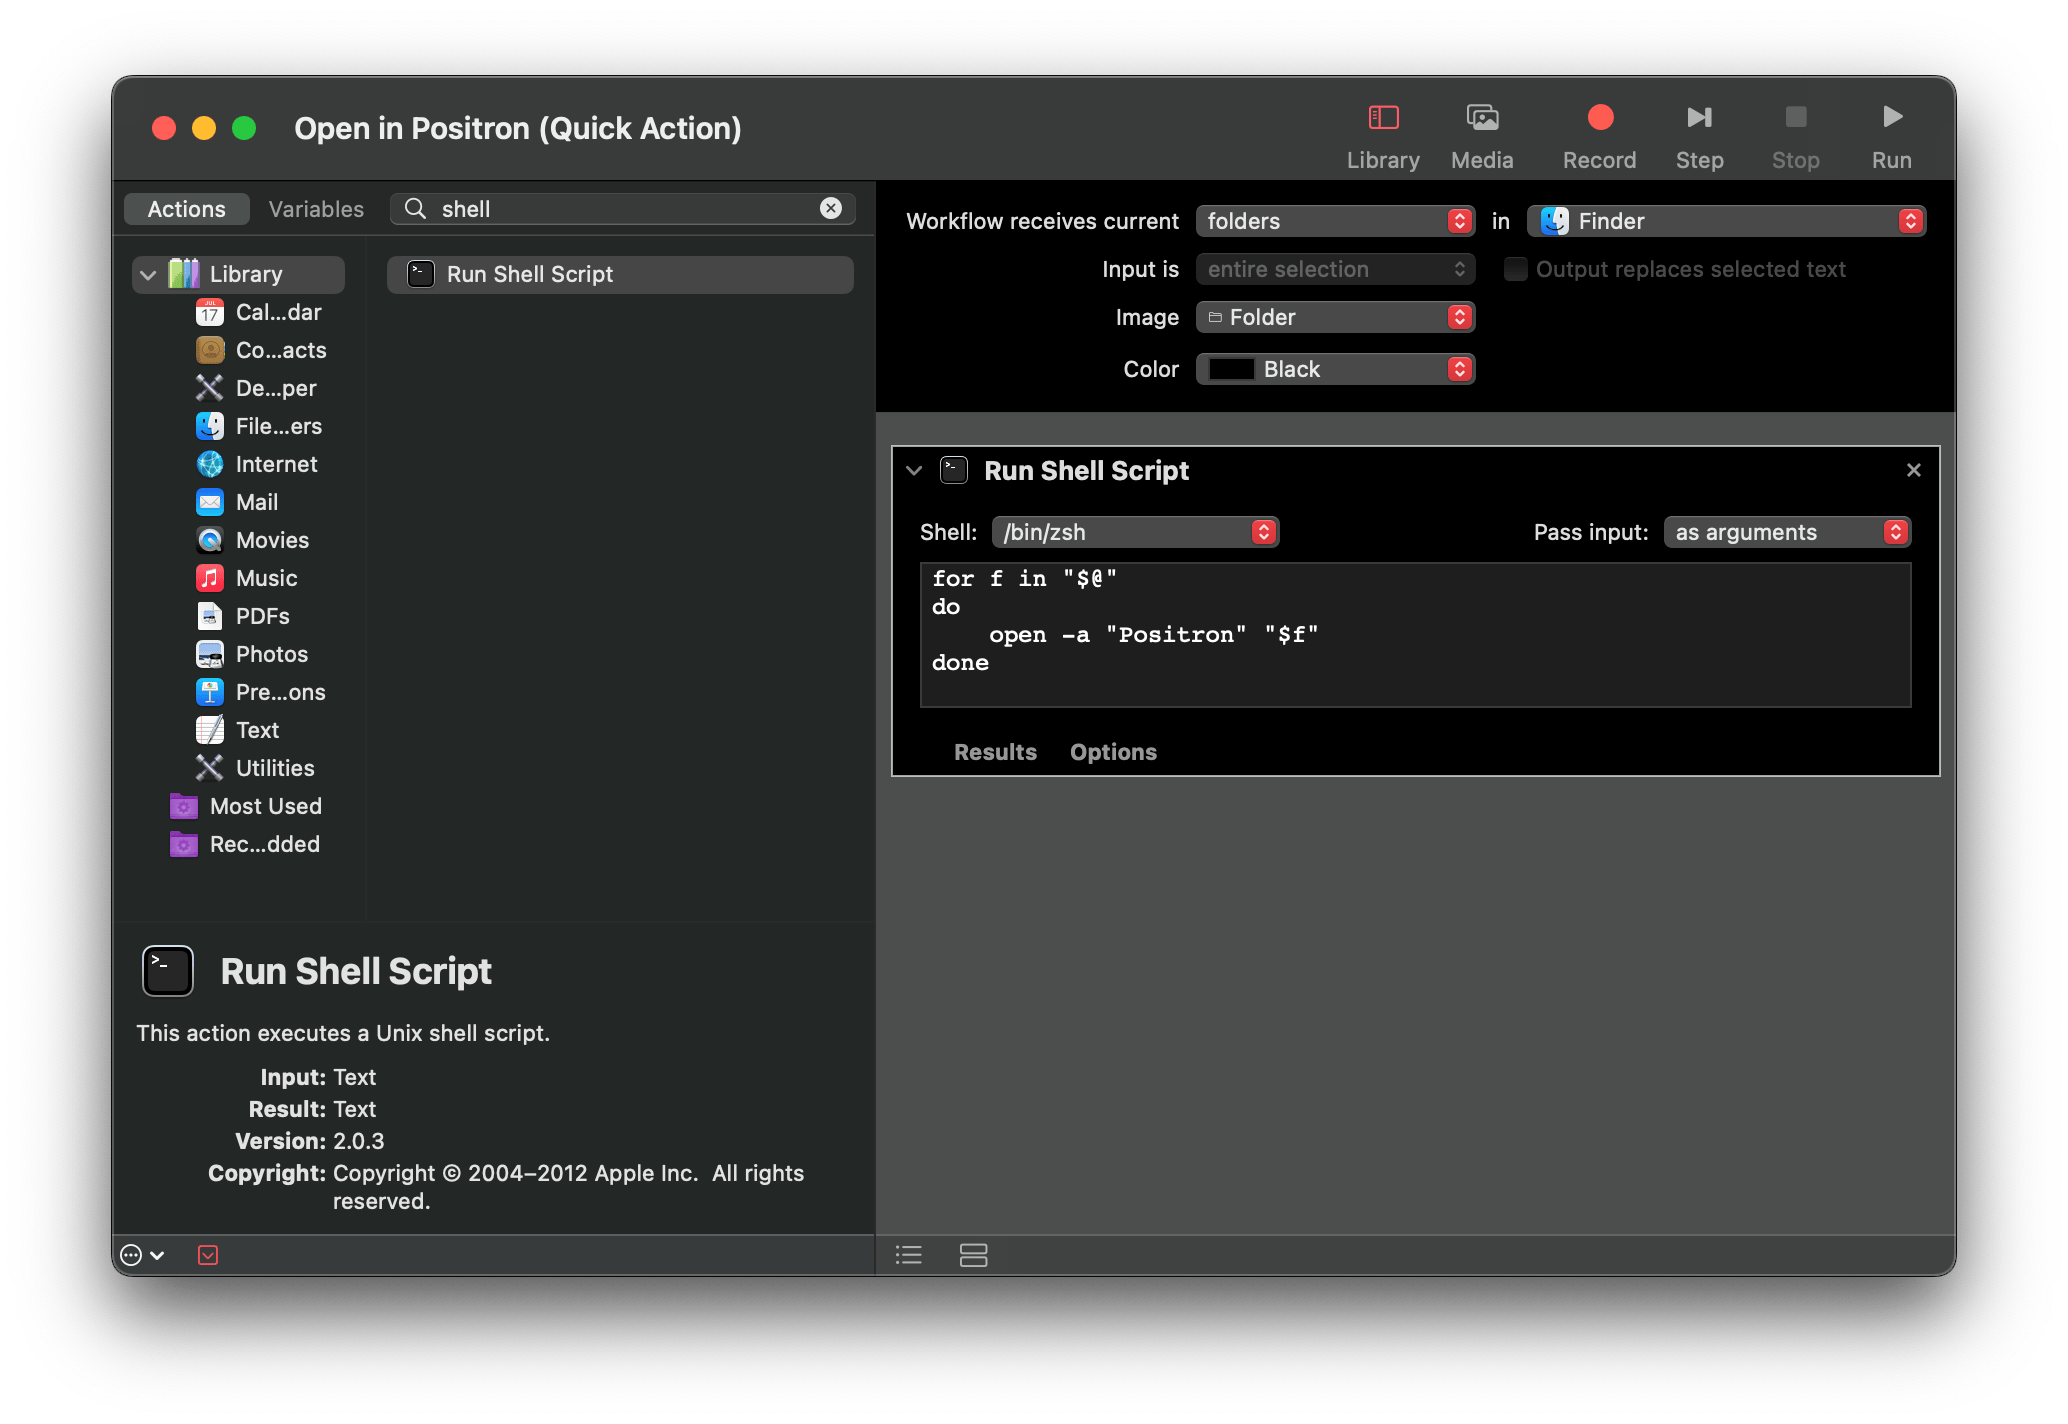 Open in Positron (Quick Action)
Library
Media
Record
Step
Stop
Run
Actions
Variables
shell
Library
Cal...dar
Co...acts
De...per
File...ers
Internet
Mail
Movies
Music
PDFs
Photos
Pre...ons
Text
Utilities
Most Used
Rec...dded
Run Shell Script
Workflow receives current folders in Finder
Input is entire selection Output replaces selected text
Image Folder
Color Black
Run Shell Script
Shell: /bin/zsh Pass input: as arguments
for f in "$@"
do
    open -a "Positron" "$f"
done
Results Options
Run Shell Script
This action executes a Unix shell script.
Input: Text
Result: Text
Version: 2.0.3
Copyright: Copyright © 2004–2012 Apple Inc.  All rights
reserved.